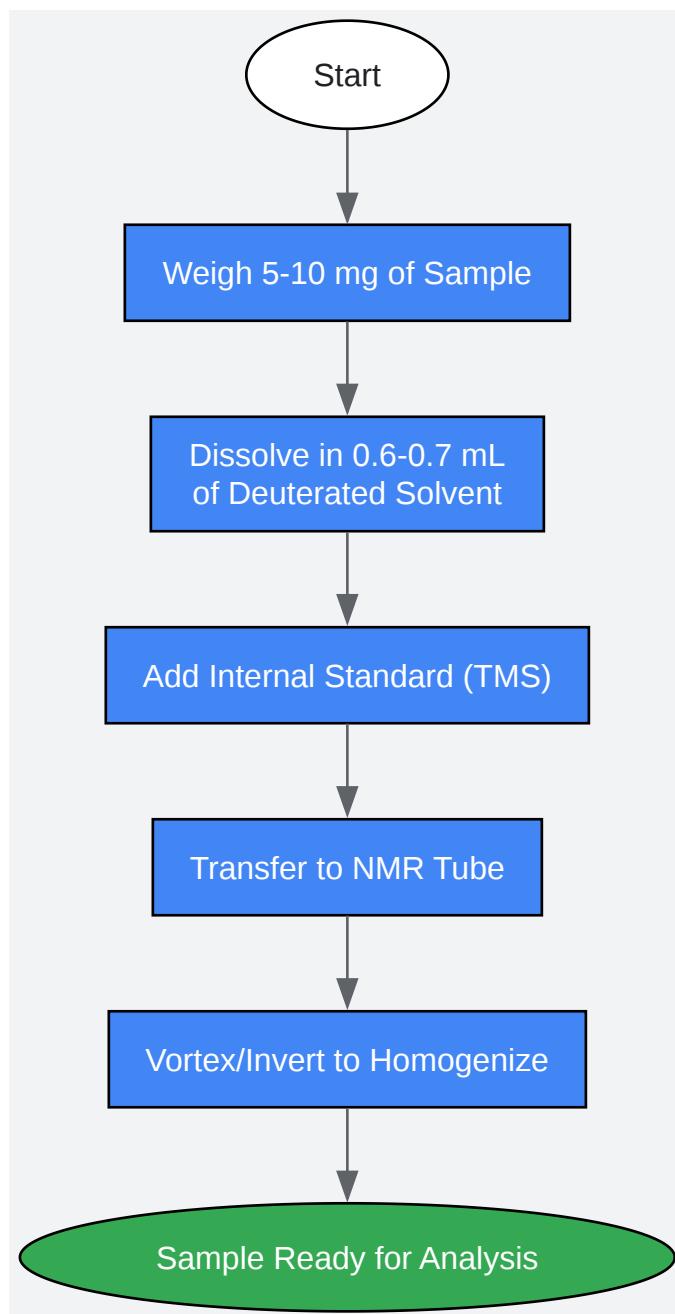 Start
Weigh 5-10 mg of Sample
Dissolve in 0.6-0.7 mL
of Deuterated Solvent
Add Internal Standard (TMS)
Transfer to NMR Tube
Vortex/Invert to Homogenize
Sample Ready for Analysis